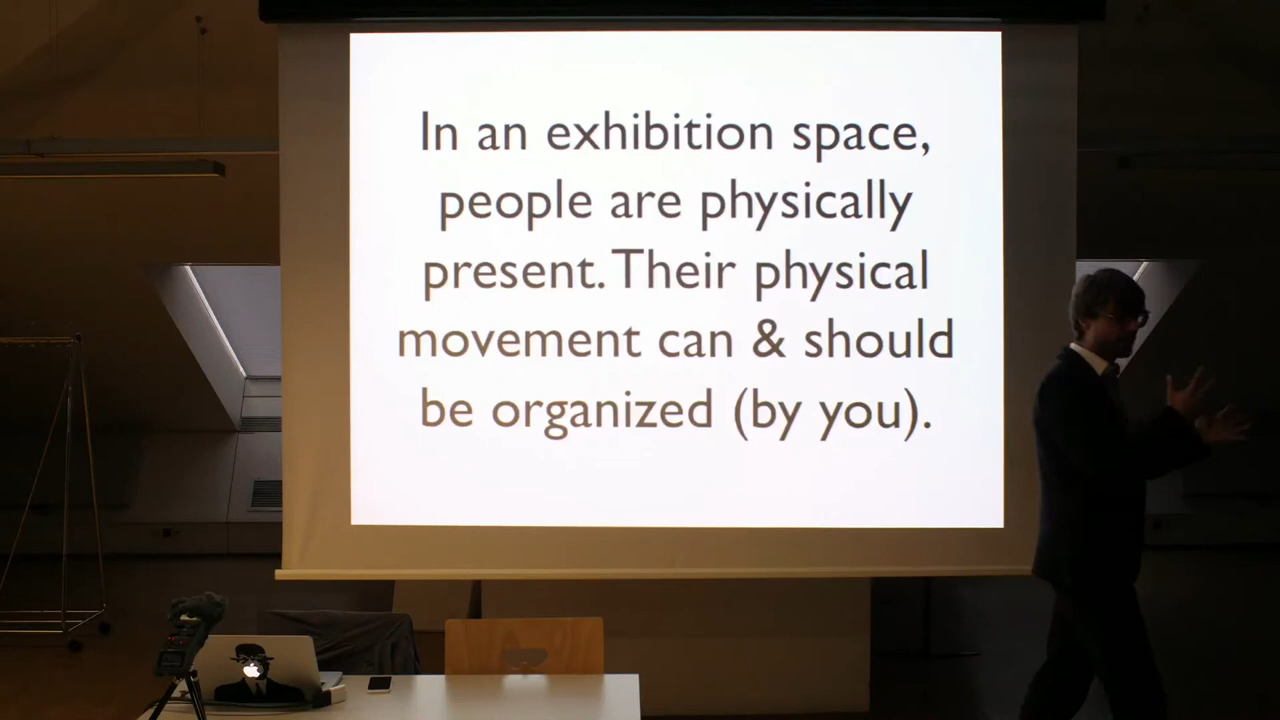 In an exhibition space,
people are physically
present. Their physical
movement can & should
be organized (by you).